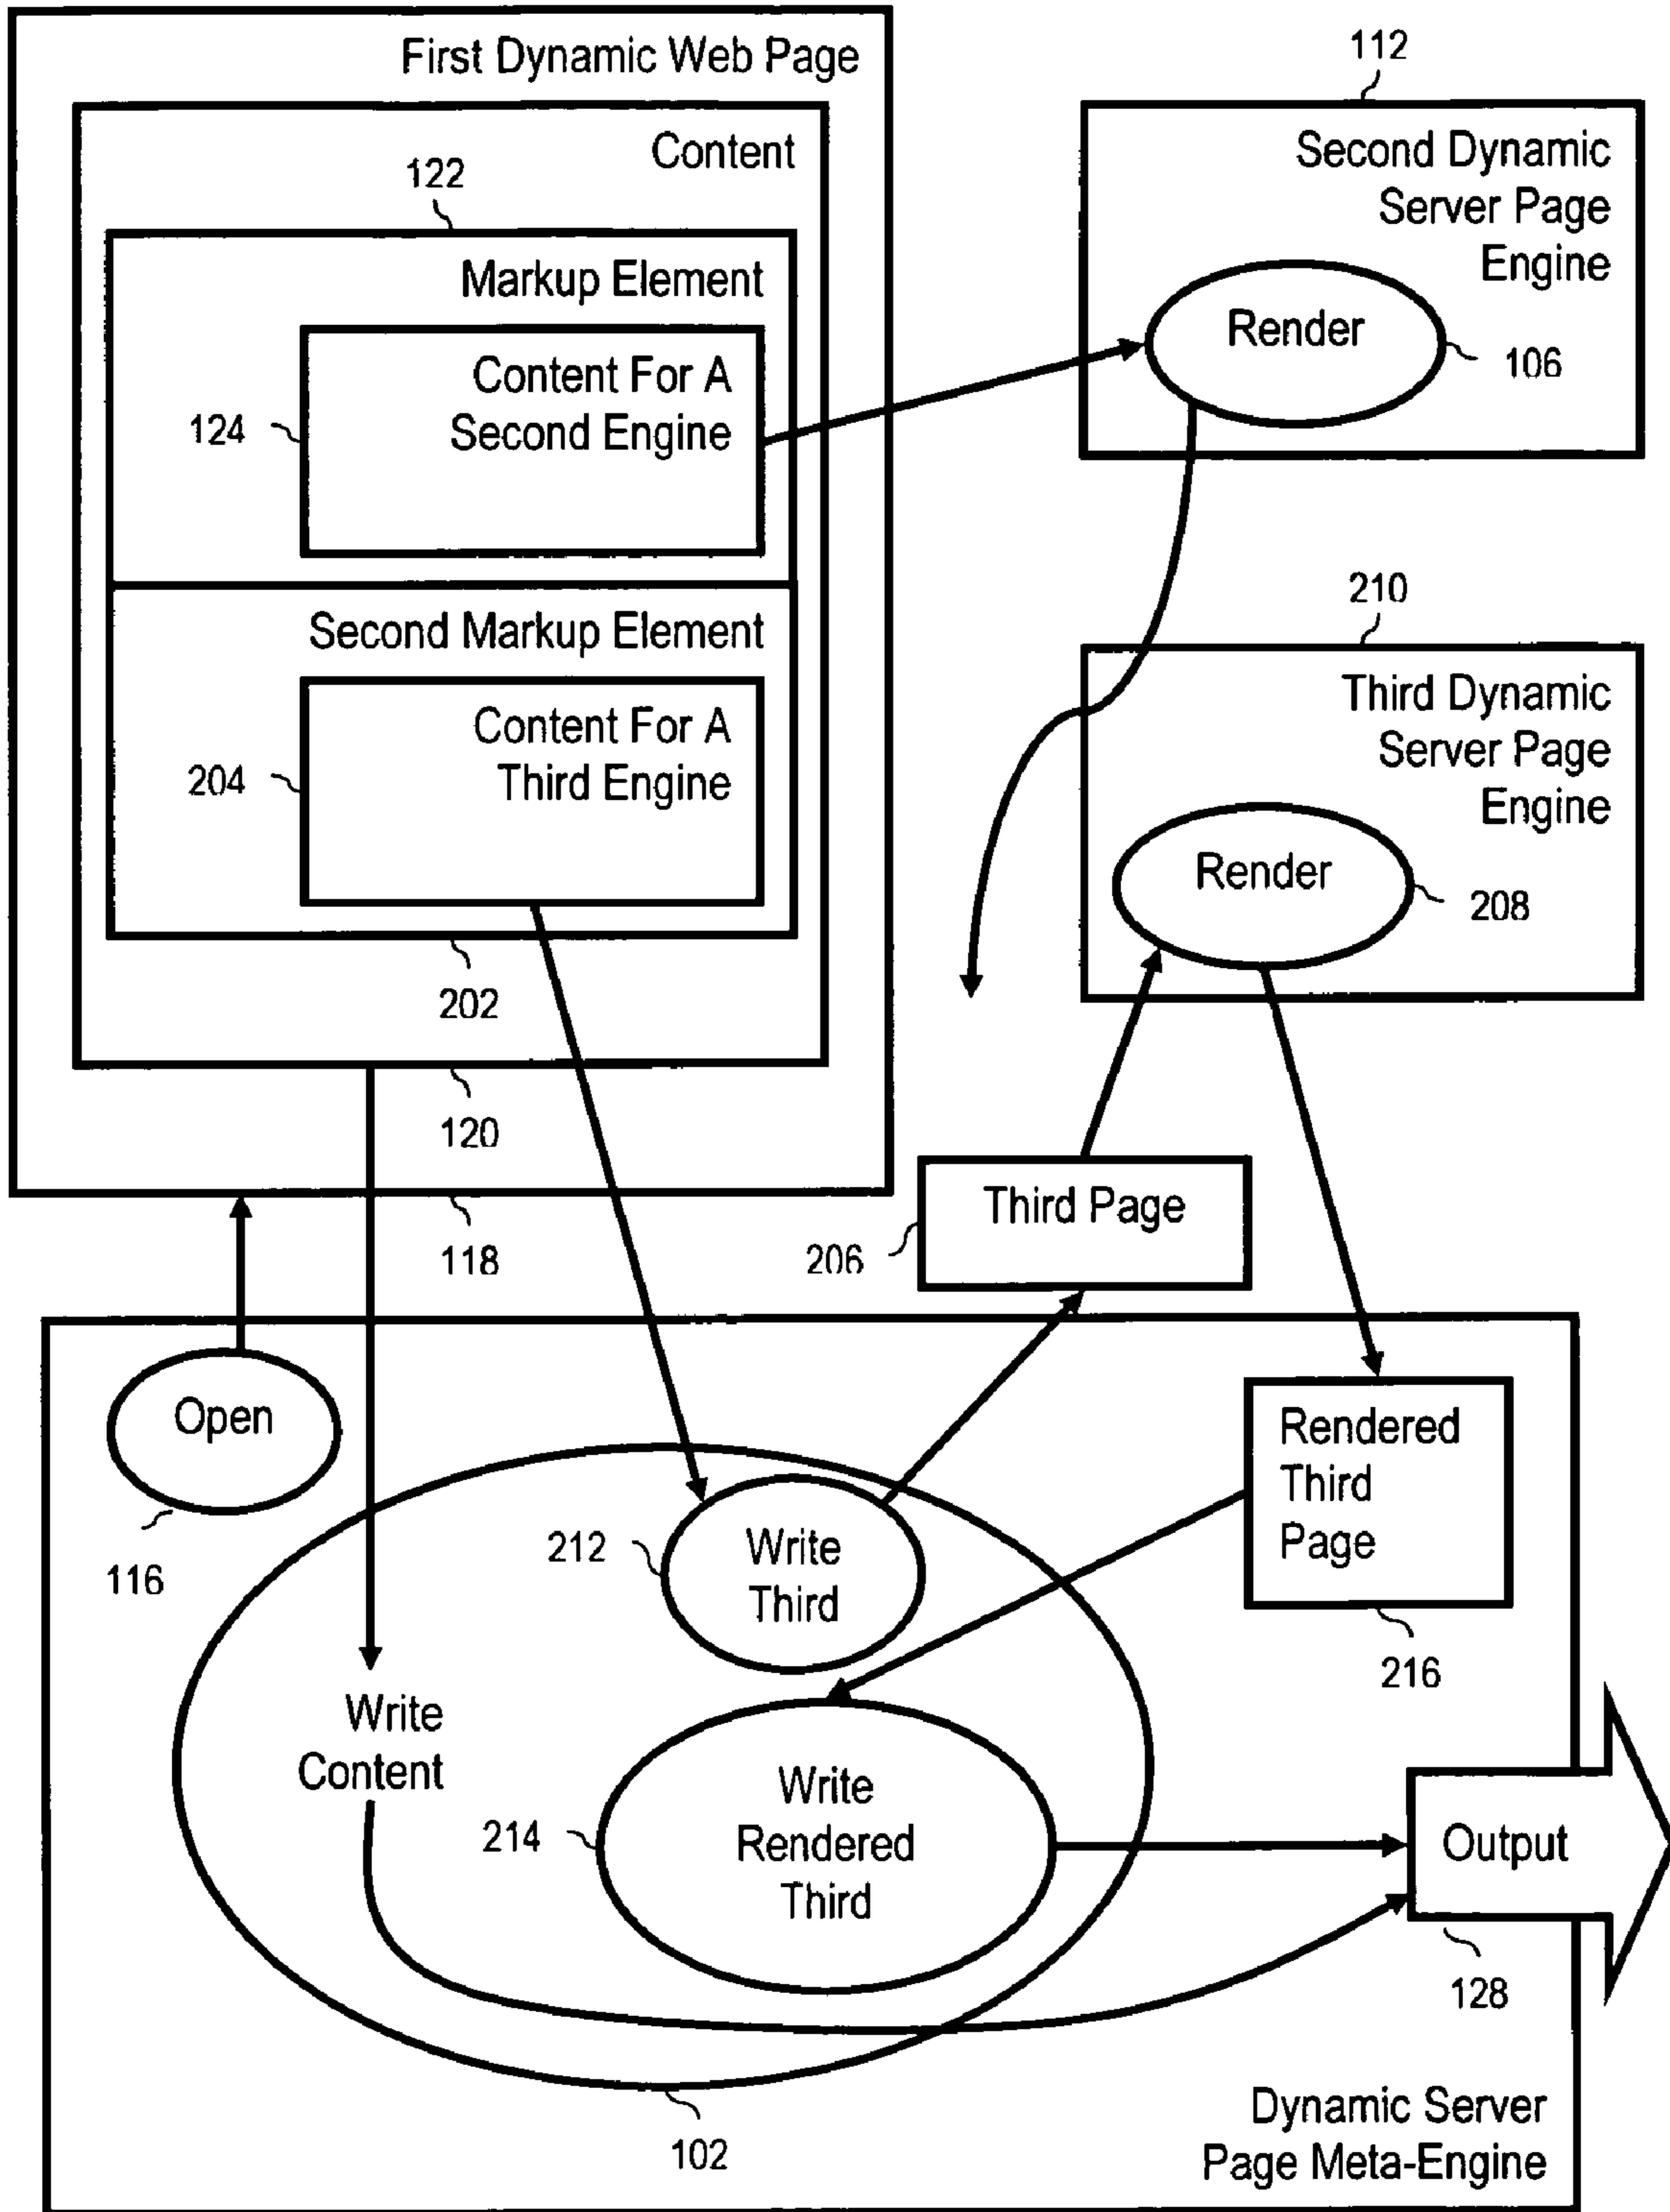 First Dynamic Web Page
Content
122
Markup Element
Content For A
Second Engine
124
Second Markup Element
Content For A
Third Engine
204
202
120
118
112
Second Dynamic
Server Page
Engine
Render
106
210
Third Dynamic
Server Page
Engine
Render
208
Third Page
206
Open
116
Write
Third
212
Rendered
Third
Page
216
Write
Content
Write
Rendered
Third
214
Output
128
102
Dynamic Server
Page Meta-Engine